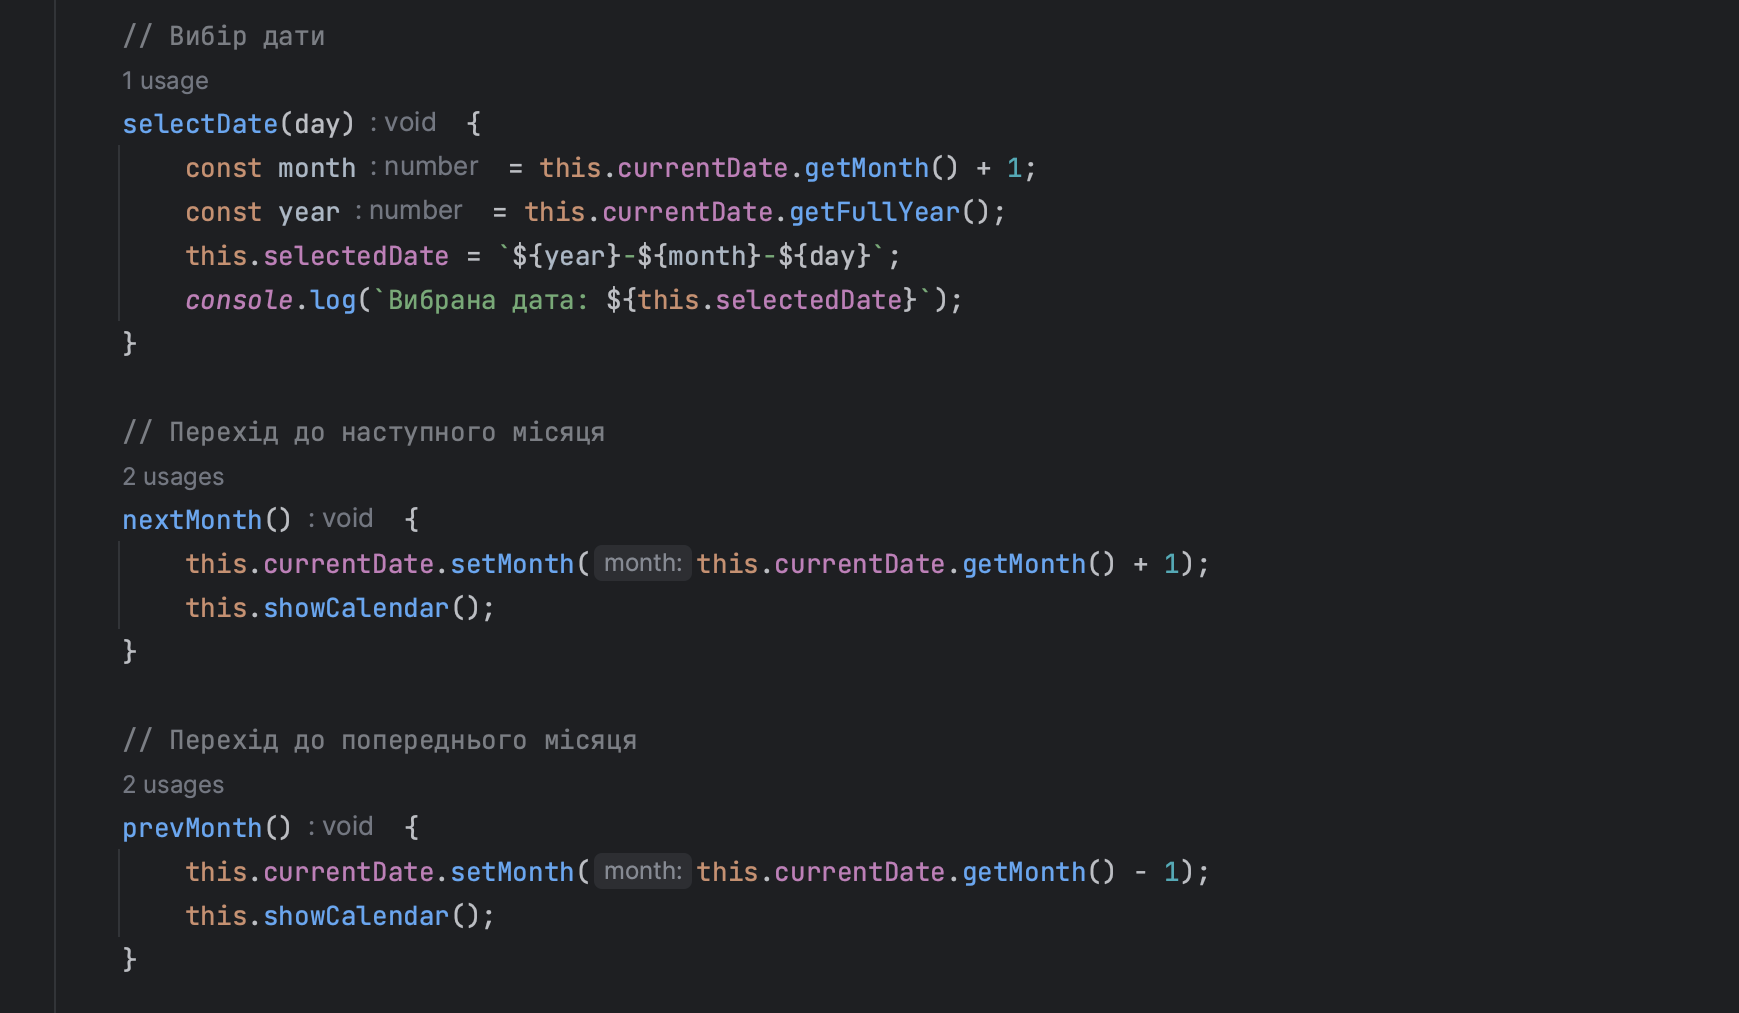 // Вибір дати
1 usage
selectDate(day) : void {
const month : number = this.currentDate.getMonth() + 1;
const year : number = this.currentDate.getFullYear();
this.selectedDate = `${year}-${month}-${day}`;
console.log(`Вибрана дата: ${this.selectedDate}`);
}
// Перехід до наступного місяця
2 usages
nextMonth() : void {
this.currentDate.setMonth( month: this.currentDate.getMonth() + 1);
this.showCalendar();
}
// Перехід до попереднього місяця
2 usages
prevMonth() : void {
this.currentDate.setMonth( month: this.currentDate.getMonth() - 1);
this.showCalendar();
}